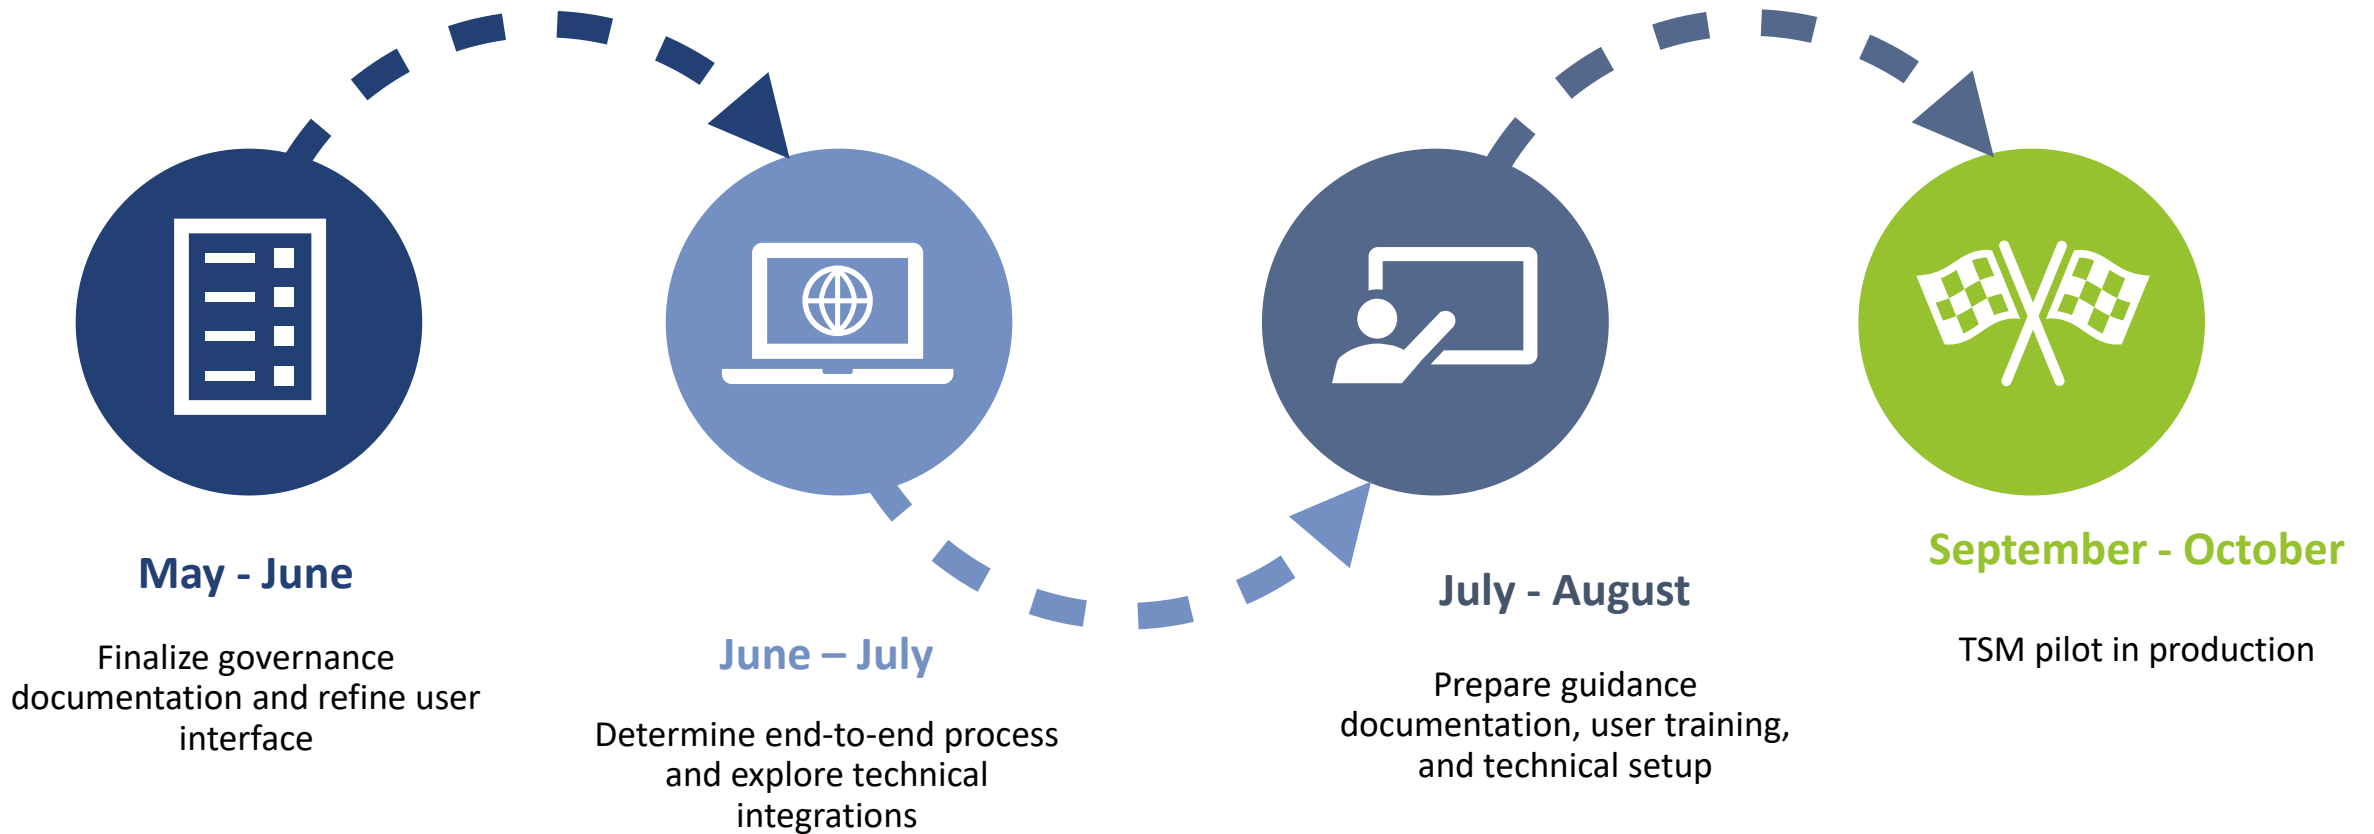 May - June
Finalize governance
documentation and refine user
interface
June – July
Determine end-to-end process
and explore technical
integrations
July - August
Prepare guidance
documentation, user training,
and technical setup
September - October
TSM pilot in production